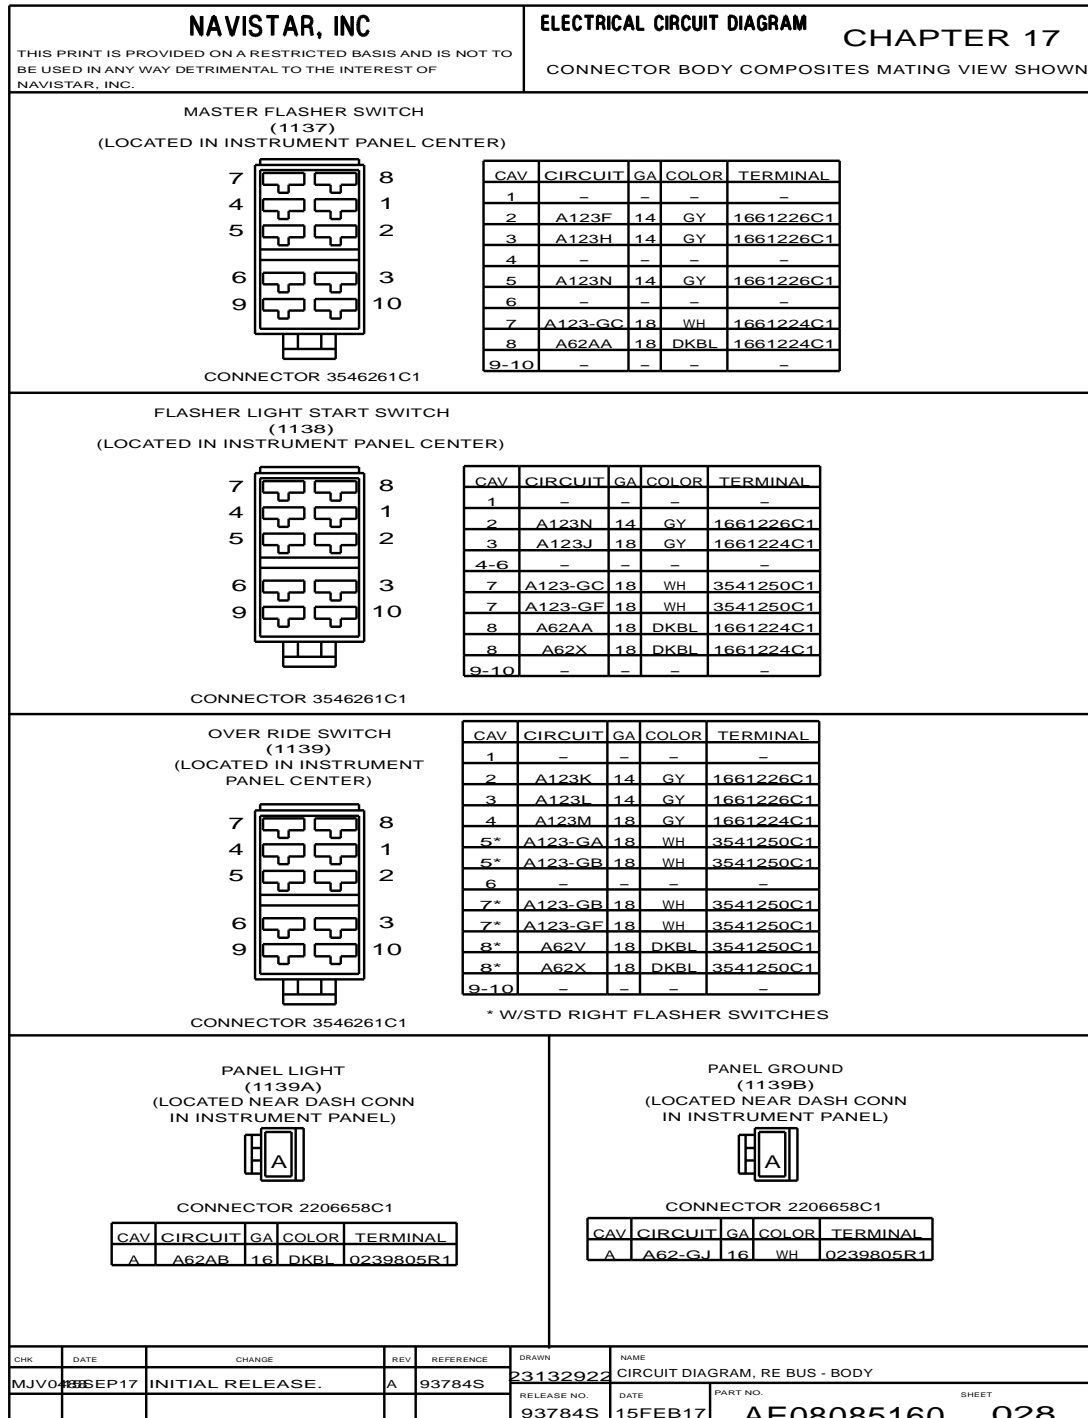 NAVISTAR, INC
THIS PRINT IS PROVIDED ON A RESTRICTED BASIS AND IS NOT TO
BE USED IN ANY WAY DETRIMENTAL TO THE INTEREST OF
NAVISTAR, INC.
ELECTRICAL CIRCUIT DIAGRAM
CHAPTER 17
CONNECTOR BODY COMPOSITES MATING VIEW SHOWN
MASTER FLASHER SWITCH
(1137)
(LOCATED IN INSTRUMENT PANEL CENTER)
7 8
4 1
5 2
6 3
9 10
CONNECTOR 3546261C1
CAV CIRCUIT GA COLOR TERMINAL
1 – – – –
2 A123F 14 GY 1661226C1
3 A123H 14 GY 1661226C1
4 – – – –
5 A123N 14 GY 1661226C1
6 – – – –
7 A123-GC 18 WH 1661224C1
8 A62AA 18 DKBL 1661224C1
9-10 – – – –
FLASHER LIGHT START SWITCH
(1138)
(LOCATED IN INSTRUMENT PANEL CENTER)
7 8
4 1
5 2
6 3
9 10
CONNECTOR 3546261C1
CAV CIRCUIT GA COLOR TERMINAL
1 – – – –
2 A123N 14 GY 1661226C1
3 A123J 18 GY 1661224C1
4-6 – – – –
7 A123-GC 18 WH 3541250C1
7 A123-GF 18 WH 3541250C1
8 A62AA 18 DKBL 1661224C1
8 A62X 18 DKBL 1661224C1
9-10 – – – –
OVER RIDE SWITCH
(1139)
(LOCATED IN INSTRUMENT
PANEL CENTER)
7 8
4 1
5 2
6 3
9 10
CONNECTOR 3546261C1
CAV CIRCUIT GA COLOR TERMINAL
1 – – – –
2 A123K 14 GY 1661226C1
3 A123L 14 GY 1661226C1
4 A123M 18 GY 1661224C1
5* A123-GA 18 WH 3541250C1
5* A123-GB 18 WH 3541250C1
6 – – – –
7* A123-GB 18 WH 3541250C1
7* A123-GF 18 WH 3541250C1
8* A62V 18 DKBL 3541250C1
8* A62X 18 DKBL 3541250C1
9-10 – – – –
* W/STD RIGHT FLASHER SWITCHES
PANEL LIGHT
(1139A)
(LOCATED NEAR DASH CONN
IN INSTRUMENT PANEL)
A
CONNECTOR 2206658C1
CAV CIRCUIT GA COLOR TERMINAL
A A62AB 16 DKBL 0239805R1
PANEL GROUND
(1139B)
(LOCATED NEAR DASH CONN
IN INSTRUMENT PANEL)
A
CONNECTOR 2206658C1
CAV CIRCUIT GA COLOR TERMINAL
A A62-GJ 16 WH 0239805R1
CHK DATE CHANGE REV REFERENCE
INITIAL RELEASE. A 93784S
DRAWN
23132922
NAME
CIRCUIT DIAGRAM, RE BUS - BODY
RELEASE NO. DATE PART NO. SHEET
93784S 15FEB17 AE08085160 028